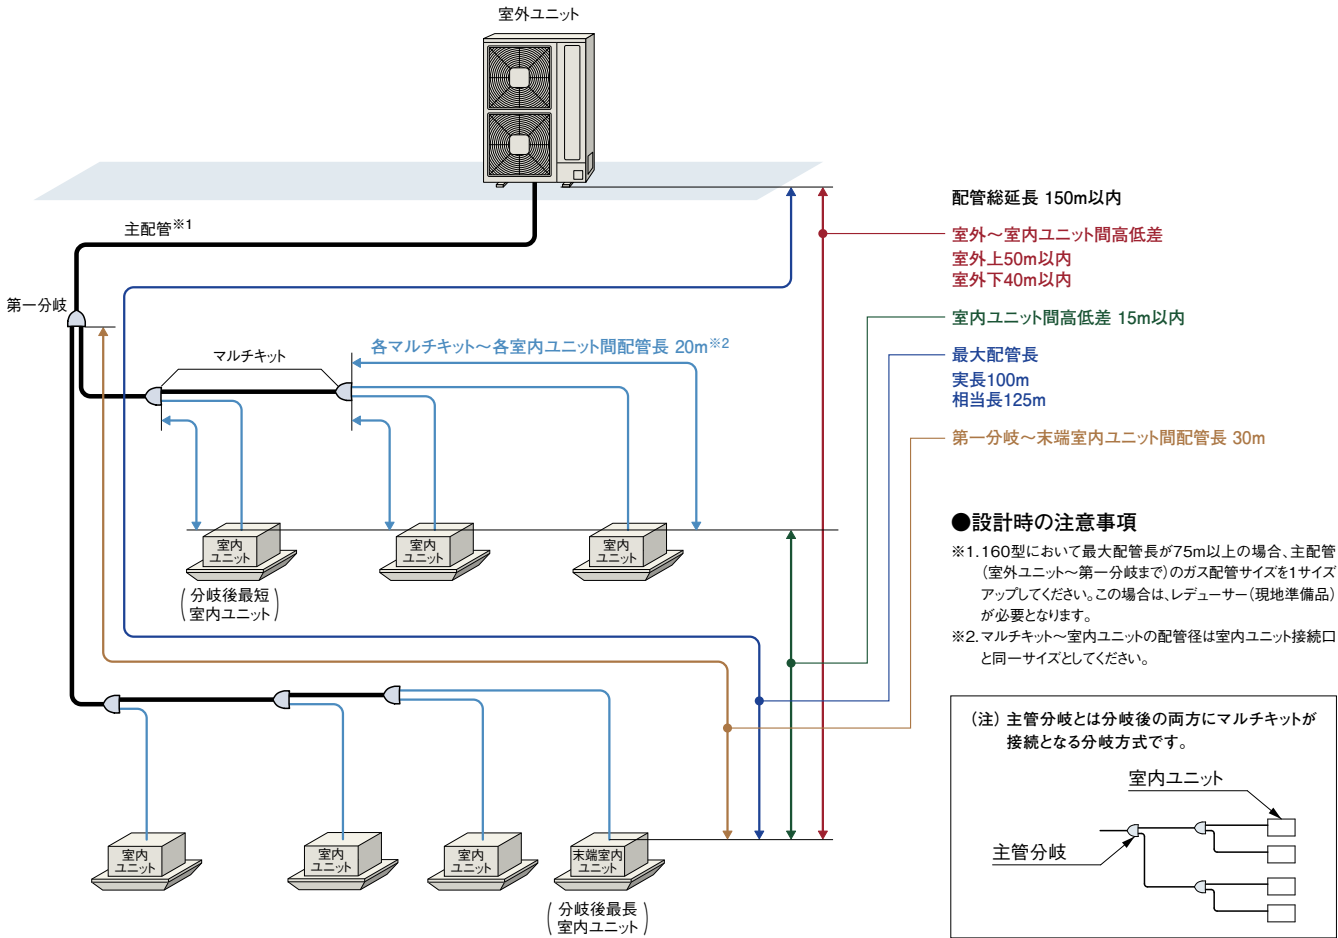 室外ユニット
主配管※1
第一分岐
マルチキット
各マルチキット～各室内ユニット間配管長 20m※2
室内
ユニット
(分岐後最短
室内ユニット)
室内
ユニット
室内
ユニット
室内
ユニット
室内
ユニット
室内
ユニット
末端室内
ユニット
(分岐後最長
室内ユニット)
配管総延長 150m以内
室外～室内ユニット間高低差
室外上50m以内
室外下40m以内
室内ユニット間高低差 15m以内
最大配管長
実長100m
相当長125m
第一分岐～末端室内ユニット間配管長 30m
●設計時の注意事項
※1.160型において最大配管長が75m以上の場合、主配管
(室外ユニット～第一分岐まで)のガス配管サイズを1サイズ
アップしてください。この場合は、レデューサー(現地準備品)
が必要となります。
※2.マルチキット～室内ユニットの配管径は室内ユニット接続口
と同一サイズとしてください。
(注) 主管分岐とは分岐後の両方にマルチキットが
接続となる分岐方式です。
室内ユニット
主管分岐